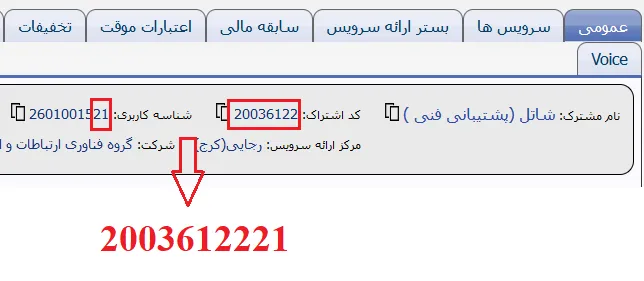 عمومی سرویس ها بستر ارائه سرویس سابقه مالی اعتبارات موقت تخفیفات
Voice
نام مشترک: شاتل (پشتیبانی فنی ) کد اشتراک: 20036122 شناسه کاربری: 2601001521
مرکز ارائه سرویس: رجایی(کرج) شرکت: گروه فناوری ارتباطات و ا
2003612221